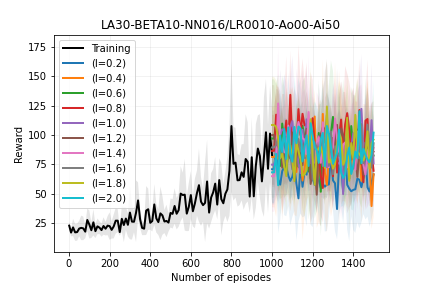 LA30-BETA10-NN016/LR0010-Ao00-Ai50
Reward
175
150
125
100
75
50
25
Training
(l=0.2)
(l=0.4)
(l=0.6)
(l=0.8)
(l=1.0)
(l=1.2)
(l=1.4)
(l=1.6)
(l=1.8)
(l=2.0)
0 200 400 600 800 1000 1200 1400
Number of episodes